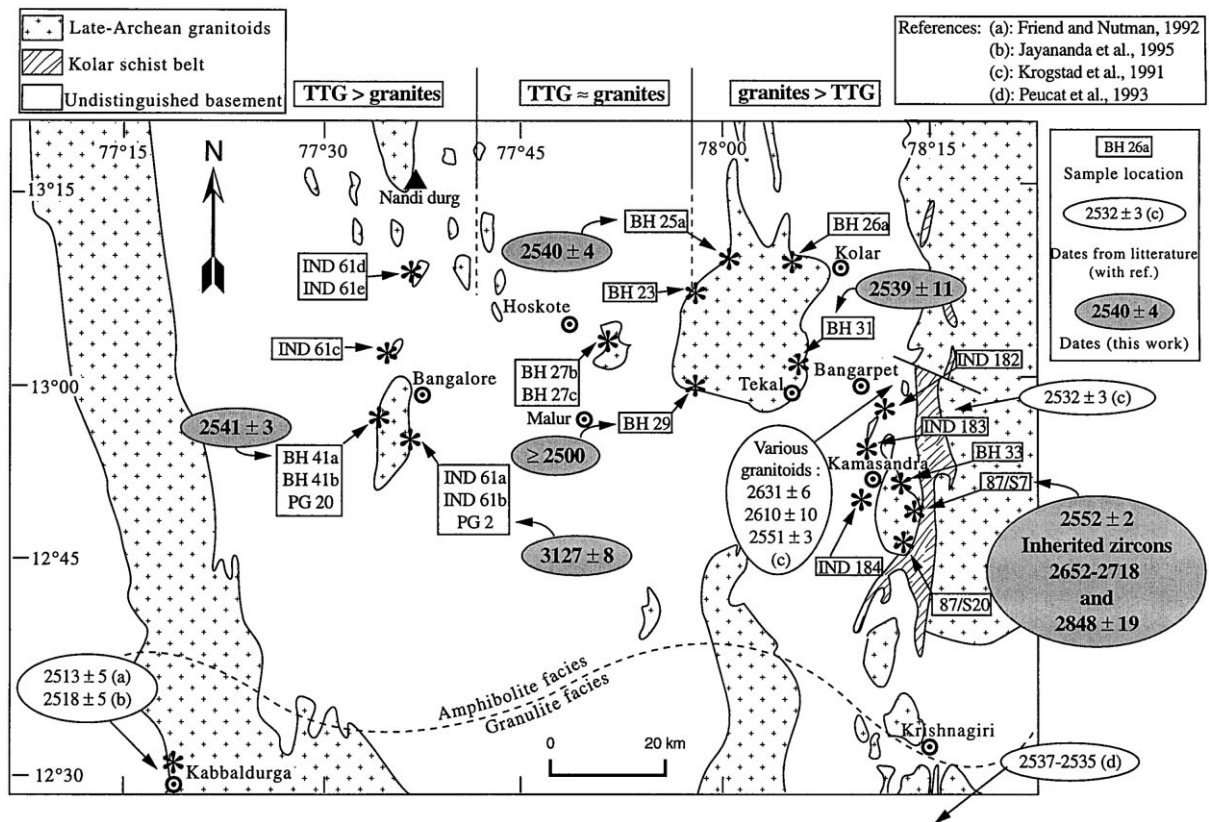 Late-Archean granitoids
Kolar schist belt
Undistinguished basement
TTG > granites
TTG ≈ granites
granites > TTG
References: (a): Friend and Nutman, 1992
(b): Jayananda et al., 1995
(c): Krogstad et al., 1991
(d): Peucat et al., 1993
77°15
77°30
77°45
78°00
78°15
N
13°15
13°00
12°45
12°30
Nandi durg
BH 26a
Sample location
2532 ± 3 (c)
Dates from litterature
(with ref.)
2540 ± 4
Dates (this work)
2540 ± 4
BH 25a
BH 26a
Kolar
IND 61d
IND 61e
BH 23
2539 ± 11
Hoskote
BH 31
IND 61c
BH 27b
BH 27c
IND 182
Bangalore
Tekal
Bangarpet
2532 ± 3 (c)
2541 ± 3
Malur
BH 29
IND 183
≥ 2500
BH 41a
BH 41b
PG 20
IND 61a
IND 61b
PG 2
Various
granitoids :
2631 ± 6
2610 ± 10
2551 ± 3
(c)
Kamasandra
BH 33
87/S7
3127 ± 8
IND 184
87/S20
2552 ± 2
Inherited zircons
2652-2718
and
2848 ± 19
2513 ± 5 (a)
2518 ± 5 (b)
Amphibolite facies
Granulite facies
Krishnagiri
0 20 km
Kabbaldurga
2537-2535 (d)